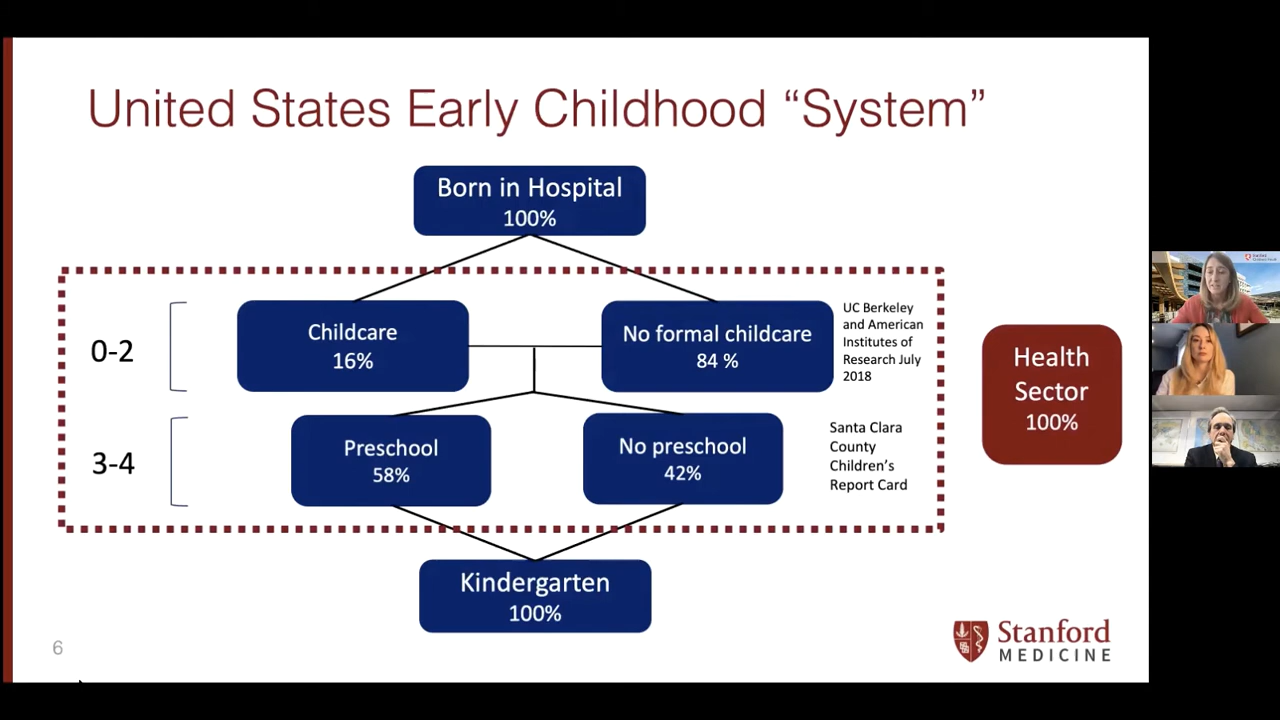 United States Early Childhood “System”
Born in Hospital
100%
0-2
Childcare
16%
No formal childcare
84 %
UC Berkeley
and American
Institutes of
Research July
2018
Health
Sector
100%
3-4
Preschool
58%
No preschool
42%
Santa Clara
County
Children’s
Report Card
Kindergarten
100%
6
Stanford
MEDICINE